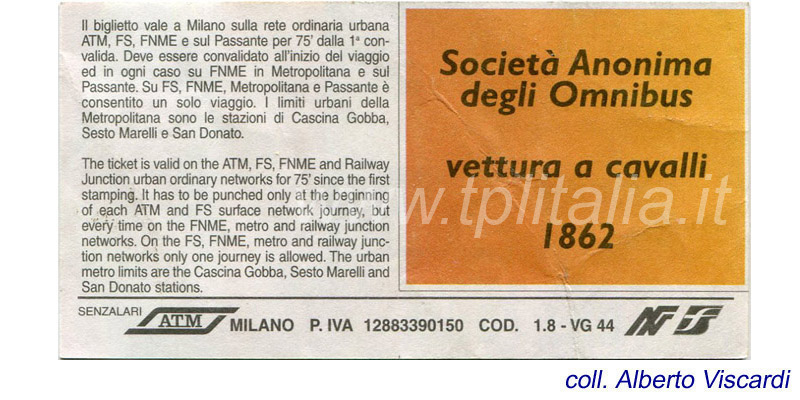 Il biglietto vale a Milano sulla rete ordinaria urbana
ATM, FS, FNME e sul Passante per 75' dalla 1ª con-
valida. Deve essere convalidato all'inizio del viaggio
ed in ogni caso su FNME in Metropolitana e sul
Passante. Su FS, FNME, Metropolitana e Passante è
consentito un solo viaggio. I limiti urbani della
Metropolitana sono le stazioni di Cascina Gobba,
Sesto Marelli e San Donato.
The ticket is valid on the ATM, FS, FNME and Railway
Junction urban ordinary networks for 75' since the first
stamping. It has to be punched only at the beginning
of each ATM and FS surface network journey, but
every time on the FNME, metro and railway junction
networks. On the FS, FNME, metro and railway junc-
tion networks only one journey is allowed. The urban
metro limits are the Cascina Gobba, Sesto Marelli and
San Donato stations.
Società Anonima
degli Omnibus
vettura a cavalli
1862
www.tplitalia.it
SENZALARI
ATM MILANO P. IVA 12883390150 COD. 1.8 - VG 44 FS
coll. Alberto Viscardi